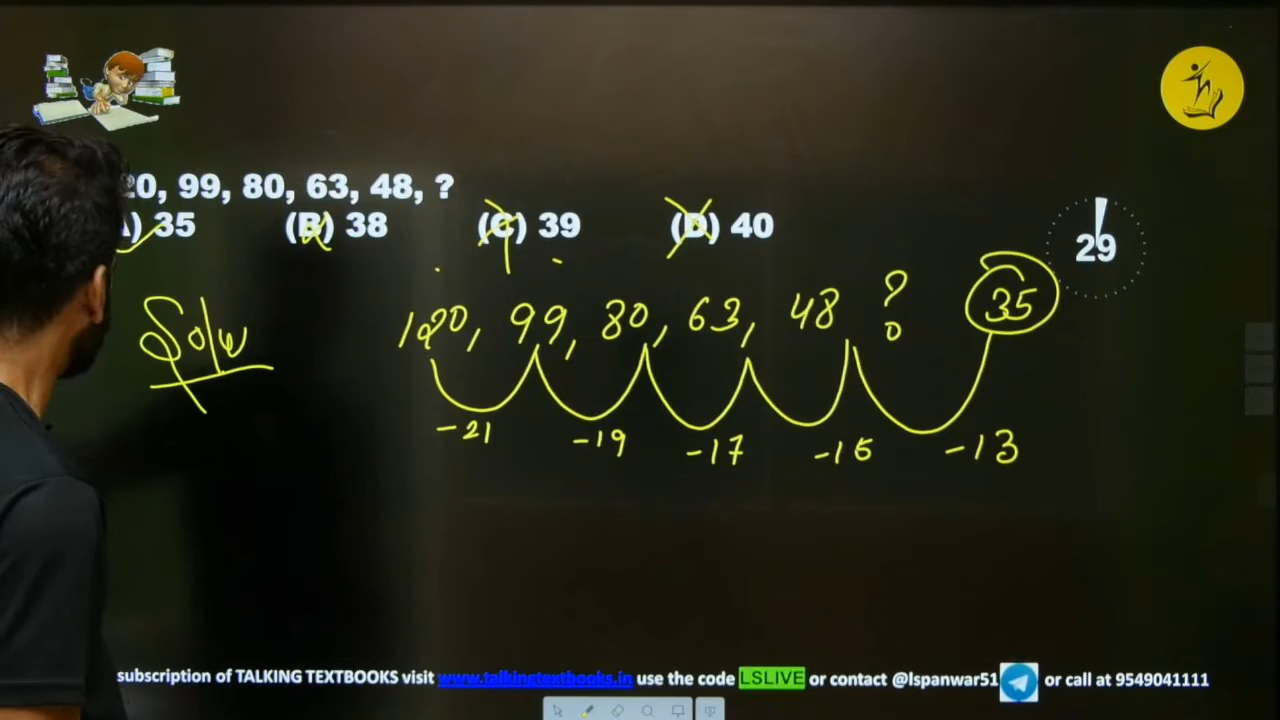 20, 99, 80, 63, 48, ?
A) 35 (B) 38 (C) 39 (D) 40
29
Solu
120, 99, 80, 63, 48 ? 35
-21 -19 -17 -15 -13
subscription of TALKING TEXTBOOKS visit www.talkingtextbooks.in use the code LSLIVE or contact @lspanwar51 or call at 9549041111